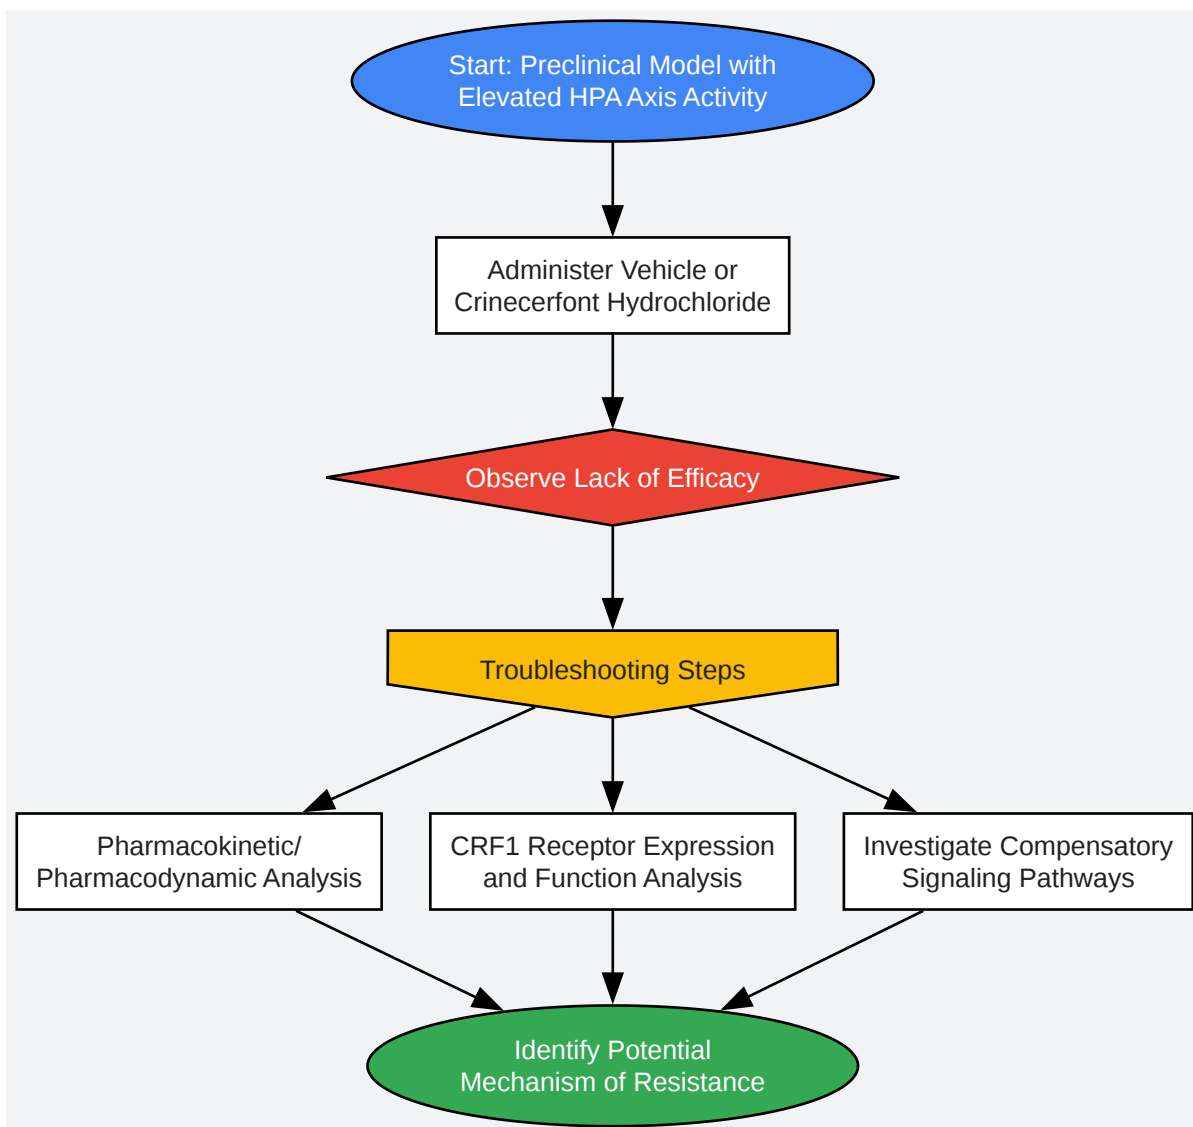 Start: Preclinical Model with
Elevated HPA Axis Activity
Administer Vehicle or
Crinecerfont Hydrochloride
Observe Lack of Efficacy
Troubleshooting Steps
Pharmacokinetic/
Pharmacodynamic Analysis
CRF1 Receptor Expression
and Function Analysis
Investigate Compensatory
Signaling Pathways
Identify Potential
Mechanism of Resistance